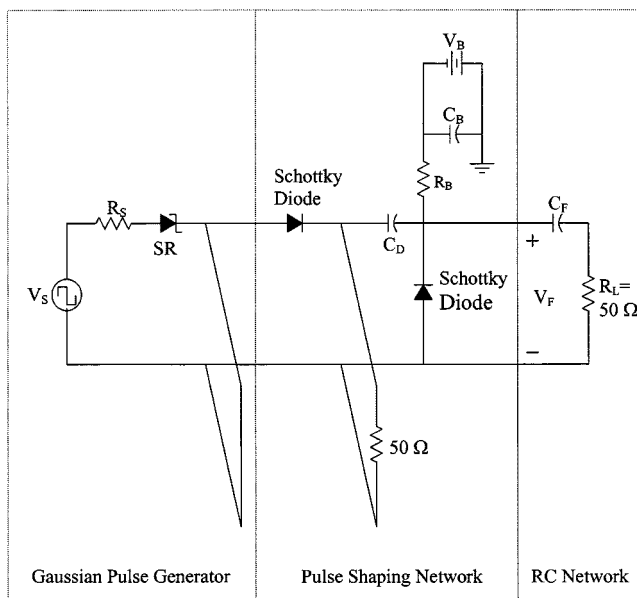 V_B
C_B
Schottky
Diode
R_B
R_S
C_F
SR
C_D
+
Schottky
Diode
V_S
V_F
R_L=
50 Ω
−
50 Ω
Gaussian Pulse Generator
Pulse Shaping Network
RC Network